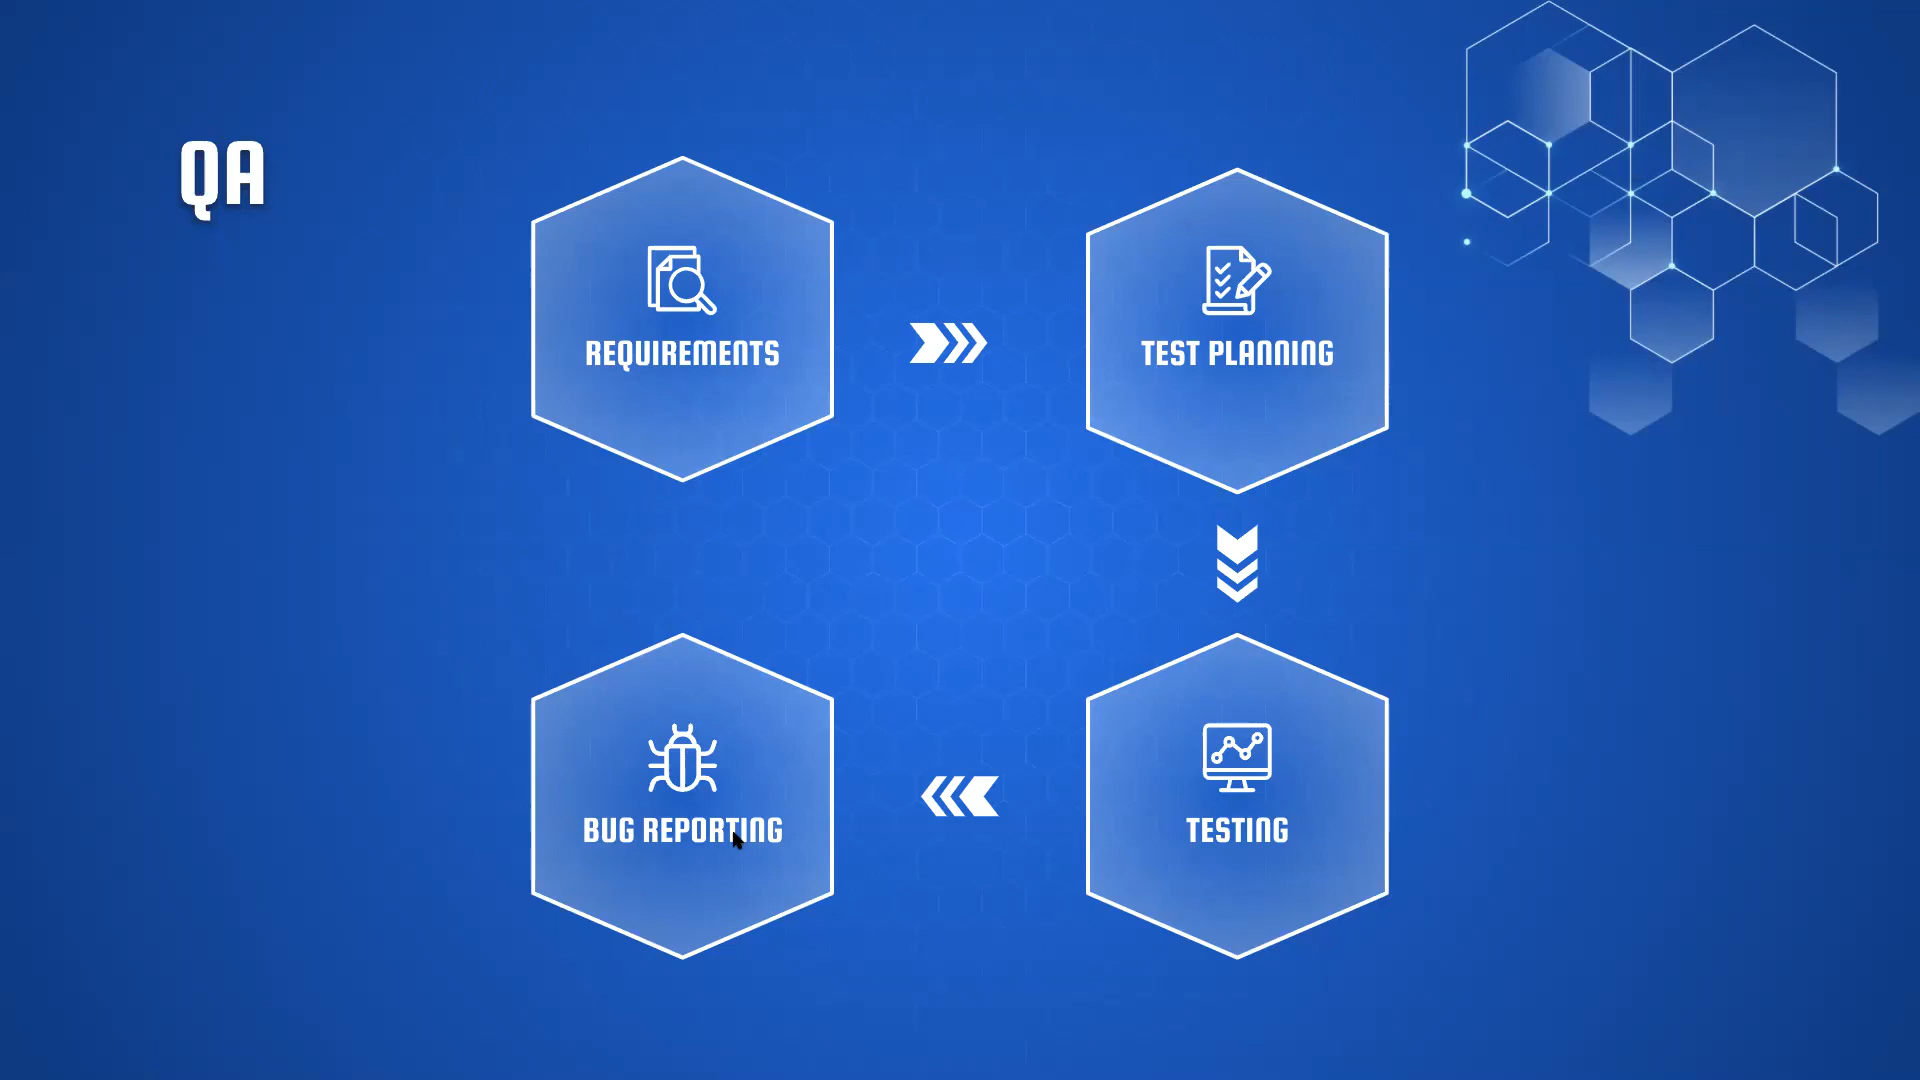 QA
REQUIREMENTS
TEST PLANNING
BUG REPORTING
TESTING